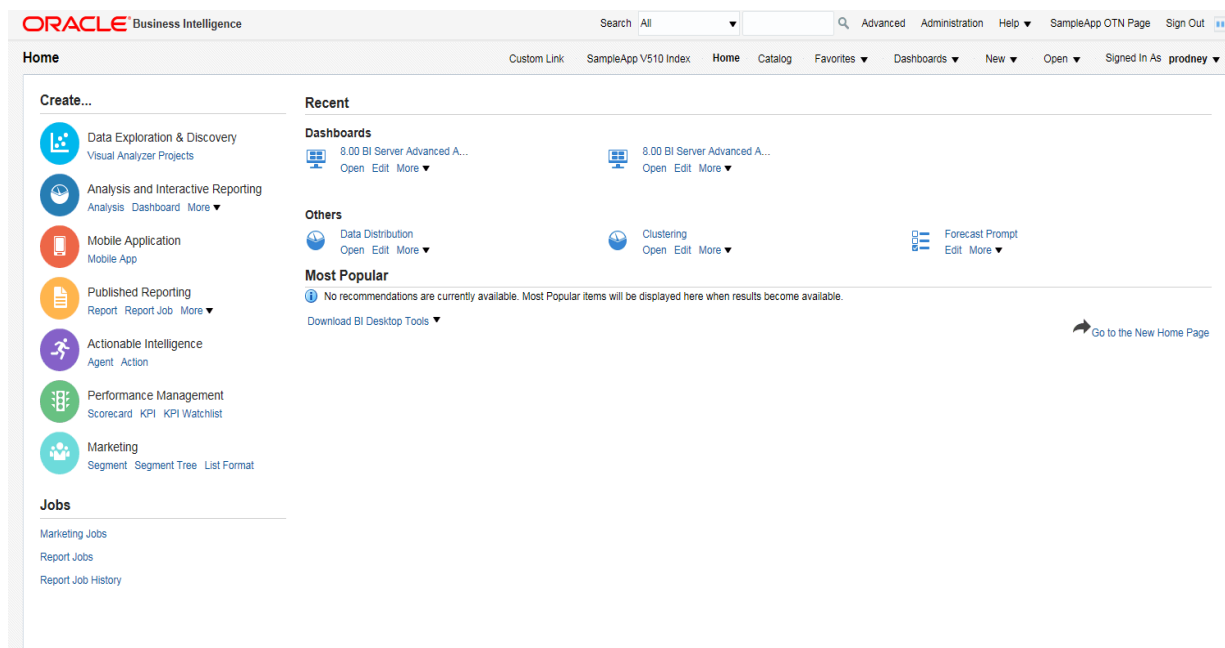 ORACLE Business Intelligence
Search All Advanced Administration Help SampleApp OTN Page Sign Out
Home
Custom Link SampleApp V510 Index Home Catalog Favorites Dashboards New Open Signed In As prodney
Create...
Data Exploration & Discovery
Visual Analyzer Projects
Analysis and Interactive Reporting
Analysis Dashboard More
Mobile Application
Mobile App
Published Reporting
Report Report Job More
Actionable Intelligence
Agent Action
Performance Management
Scorecard KPI KPI Watchlist
Marketing
Segment Segment Tree List Format
Jobs
Marketing Jobs
Report Jobs
Report Job History
Recent
Dashboards
8.00 BI Server Advanced A...
Open Edit More
8.00 BI Server Advanced A...
Open Edit More
Others
Data Distribution
Open Edit More
Clustering
Open Edit More
Forecast Prompt
Edit More
Most Popular
No recommendations are currently available. Most Popular items will be displayed here when results become available.
Download BI Desktop Tools
Go to the New Home Page